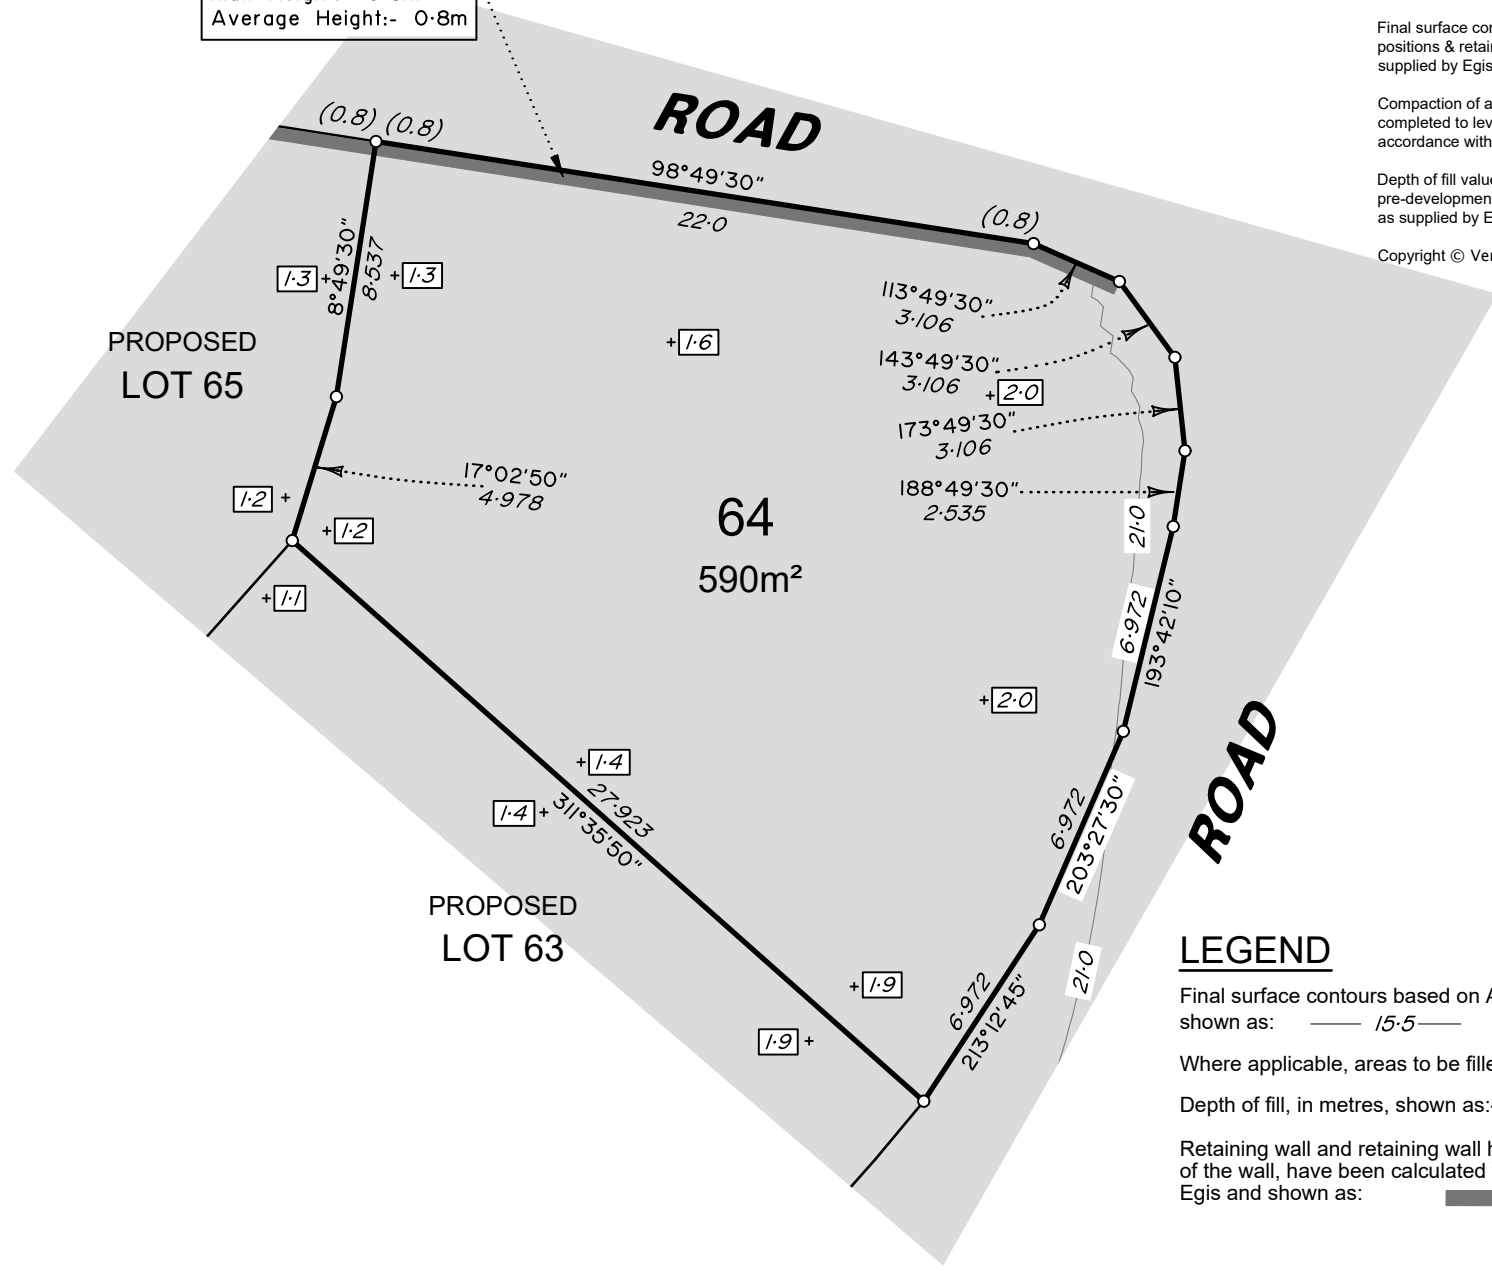 Average Height:- 0·8m
Final surface
positions & 
supplied by Egis
Compaction of
completed to
accordance with
Depth of fill
as supplied by
Copyright ©
ROAD
(0.8) (0.8)
98°49'30"
22·0
(0.8)
8°49'30"
8·537
1·3
1·3
PROPOSED
LOT 65
1·6
113°49'30"
3·106
143°49'30"
3·106
2·0
173°49'30"
3·106
188°49'30"
2·535
17°02'50"
4·978
1·2
1·2
1·1
64
590m²
21·0
6·972
193°42'10"
2·0
ROAD
1·4
1·4
27·923
311°35'50"
6·972
203°27'30"
PROPOSED
LOT 63
21·0
1·9
1·9
6·972
213°12'45"
LEGEND
Final surface contours based on
shown as: 15·5
Where applicable, areas to be
Depth of fill, in metres, shown as:-
Retaining wall and retaining wall
of the wall, have been calculated
Egis and shown as: